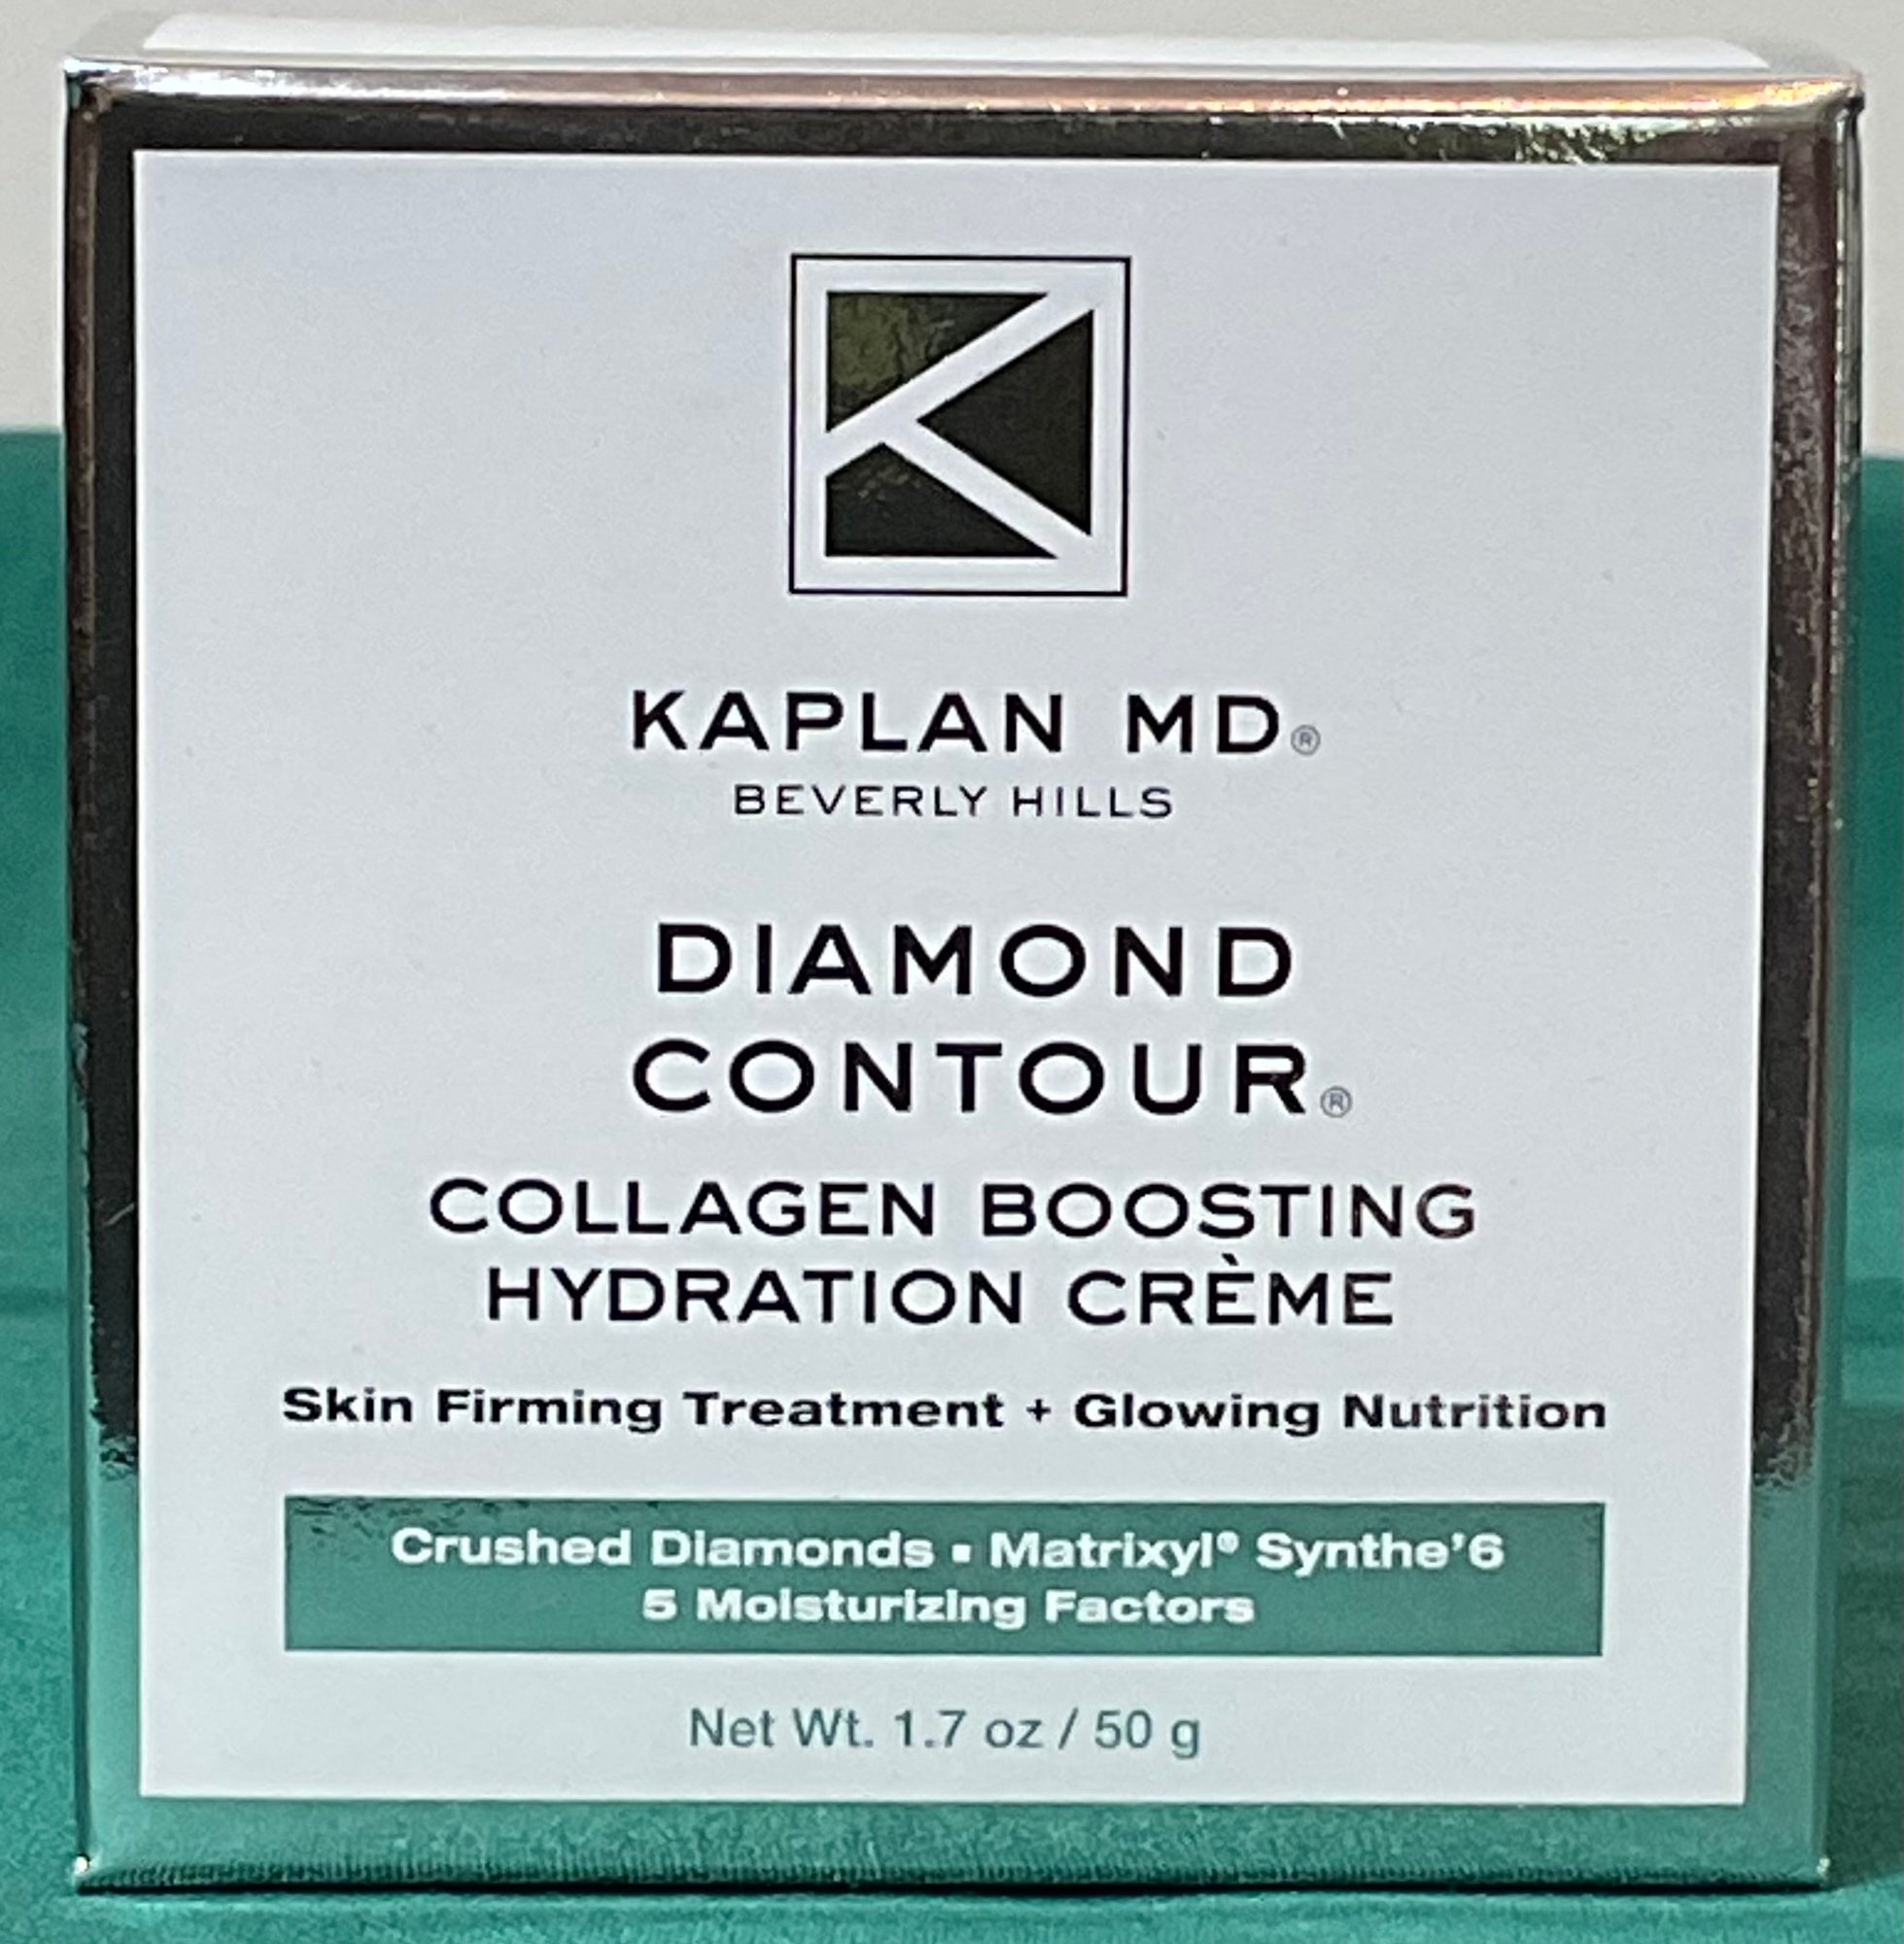 K
KAPLAN MD®
BEVERLY HILLS
DIAMOND
CONTOUR®
COLLAGEN BOOSTING
HYDRATION CRÈME
Skin Firming Treatment + Glowing Nutrition
Crushed Diamonds ▪ Matrixyl® Synthe'6
5 Moisturizing Factors
Net Wt. 1.7 oz / 50 g